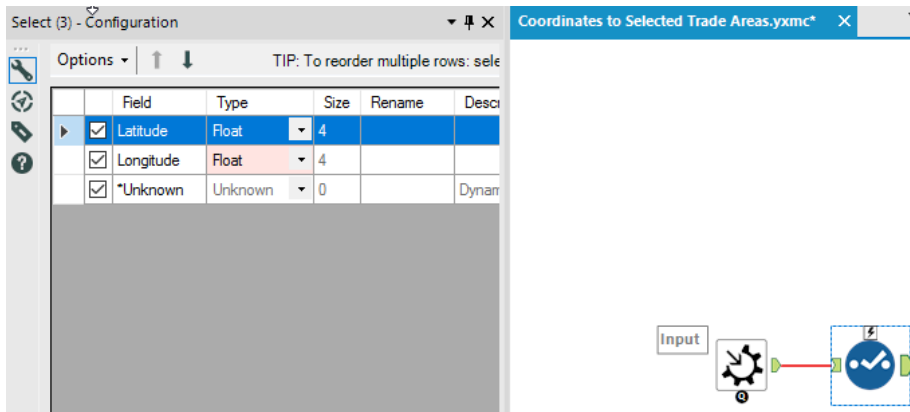 Select (3) - Configuration
Coordinates to Selected Trade Areas.yxmc*
Options
TIP: To reorder multiple rows: sele
Field Type Size Rename Descr
Latitude Float 4
Longitude Float 4
*Unknown Unknown 0 Dynam
Input
Q